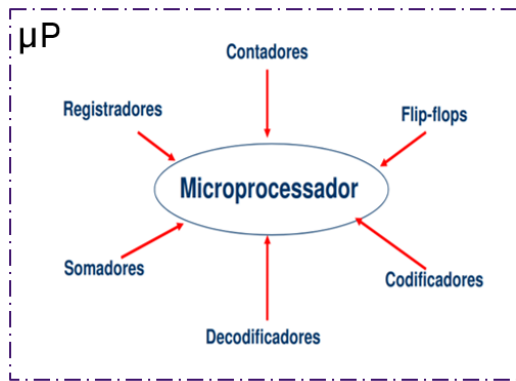 µP
Contadores
Registradores
Flip-flops
Microprocessador
Somadores
Codificadores
Decodificadores